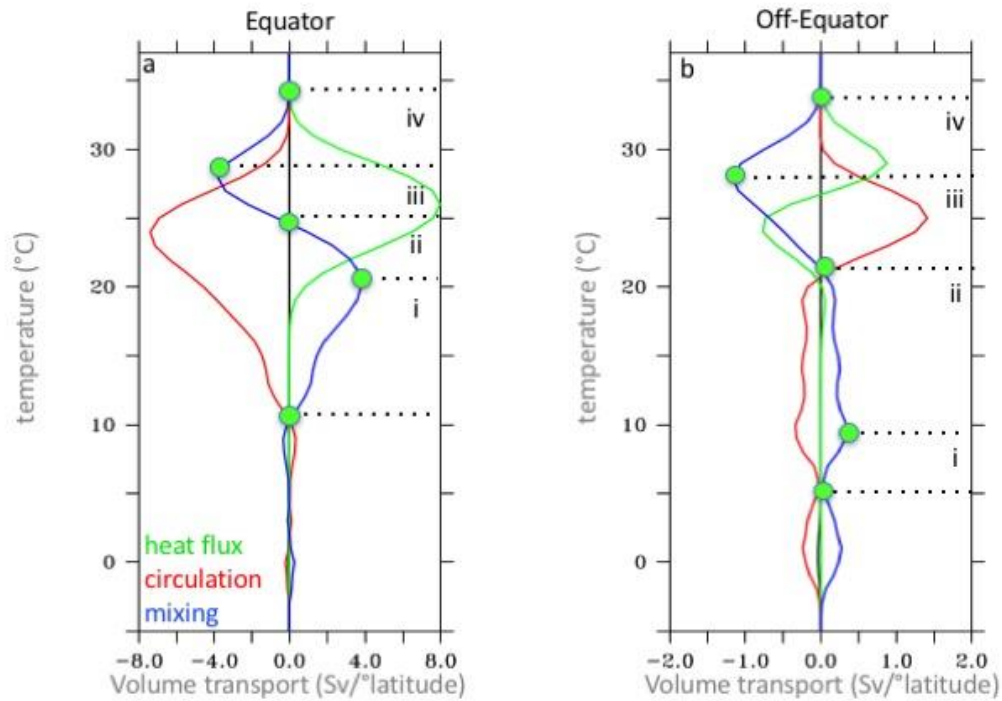 Equator
Off-Equator
a
b
iv
iv
30
30
iii
iii
ii
ii
temperature (°C)
temperature (°C)
20
20
i
10
10
i
heat flux
circulation
mixing
0
0
-8.0 -4.0 0.0 4.0 8.0
-2.0 -1.0 0.0 1.0 2.0
Volume transport (Sv/°latitude)
Volume transport (Sv/°latitude)